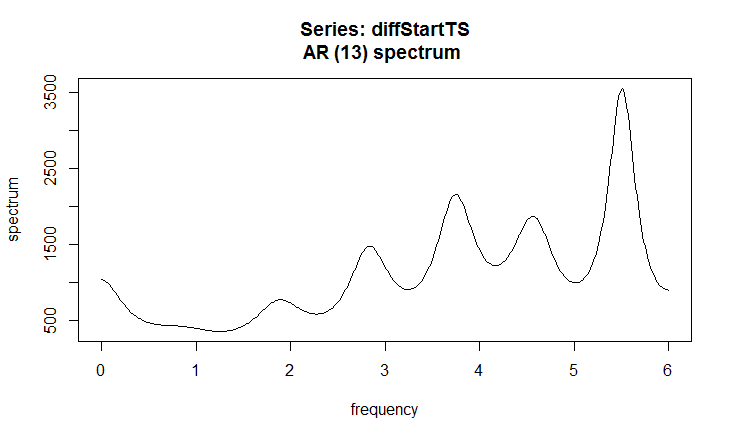 Series: diffStartTS
AR (13) spectrum
spectrum
3500
2500
1500
500
0 1 2 3 4 5 6
frequency